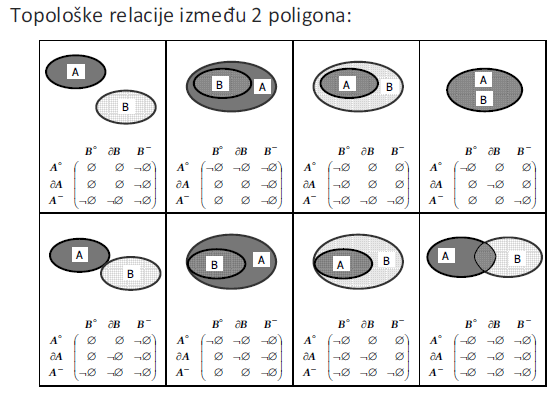 Topološke relacije između 2 poligona:
A
B
B° ∂B B⁻
A° ∅ ∅ ¬∅
∂A ∅ ∅ ¬∅
A⁻ ¬∅ ¬∅ ¬∅
B A
B° ∂B B⁻
A° ¬∅ ¬∅ ¬∅
∂A ∅ ∅ ¬∅
A⁻ ∅ ∅ ¬∅
A B
B° ∂B B⁻
A° ¬∅ ∅ ∅
∂A ¬∅ ∅ ∅
A⁻ ¬∅ ¬∅ ¬∅
A
B
B° ∂B B⁻
A° ¬∅ ∅ ∅
∂A ∅ ¬∅ ∅
A⁻ ∅ ∅ ¬∅
A
B
B° ∂B B⁻
A° ∅ ∅ ¬∅
∂A ∅ ¬∅ ¬∅
A⁻ ¬∅ ¬∅ ¬∅
B A
B° ∂B B⁻
A° ¬∅ ¬∅ ¬∅
∂A ∅ ¬∅ ¬∅
A⁻ ∅ ∅ ¬∅
A B
B° ∂B B⁻
A° ¬∅ ∅ ∅
∂A ¬∅ ¬∅ ∅
A⁻ ¬∅ ¬∅ ¬∅
A B
B° ∂B B⁻
A° ¬∅ ¬∅ ¬∅
∂A ¬∅ ¬∅ ¬∅
A⁻ ¬∅ ¬∅ ¬∅